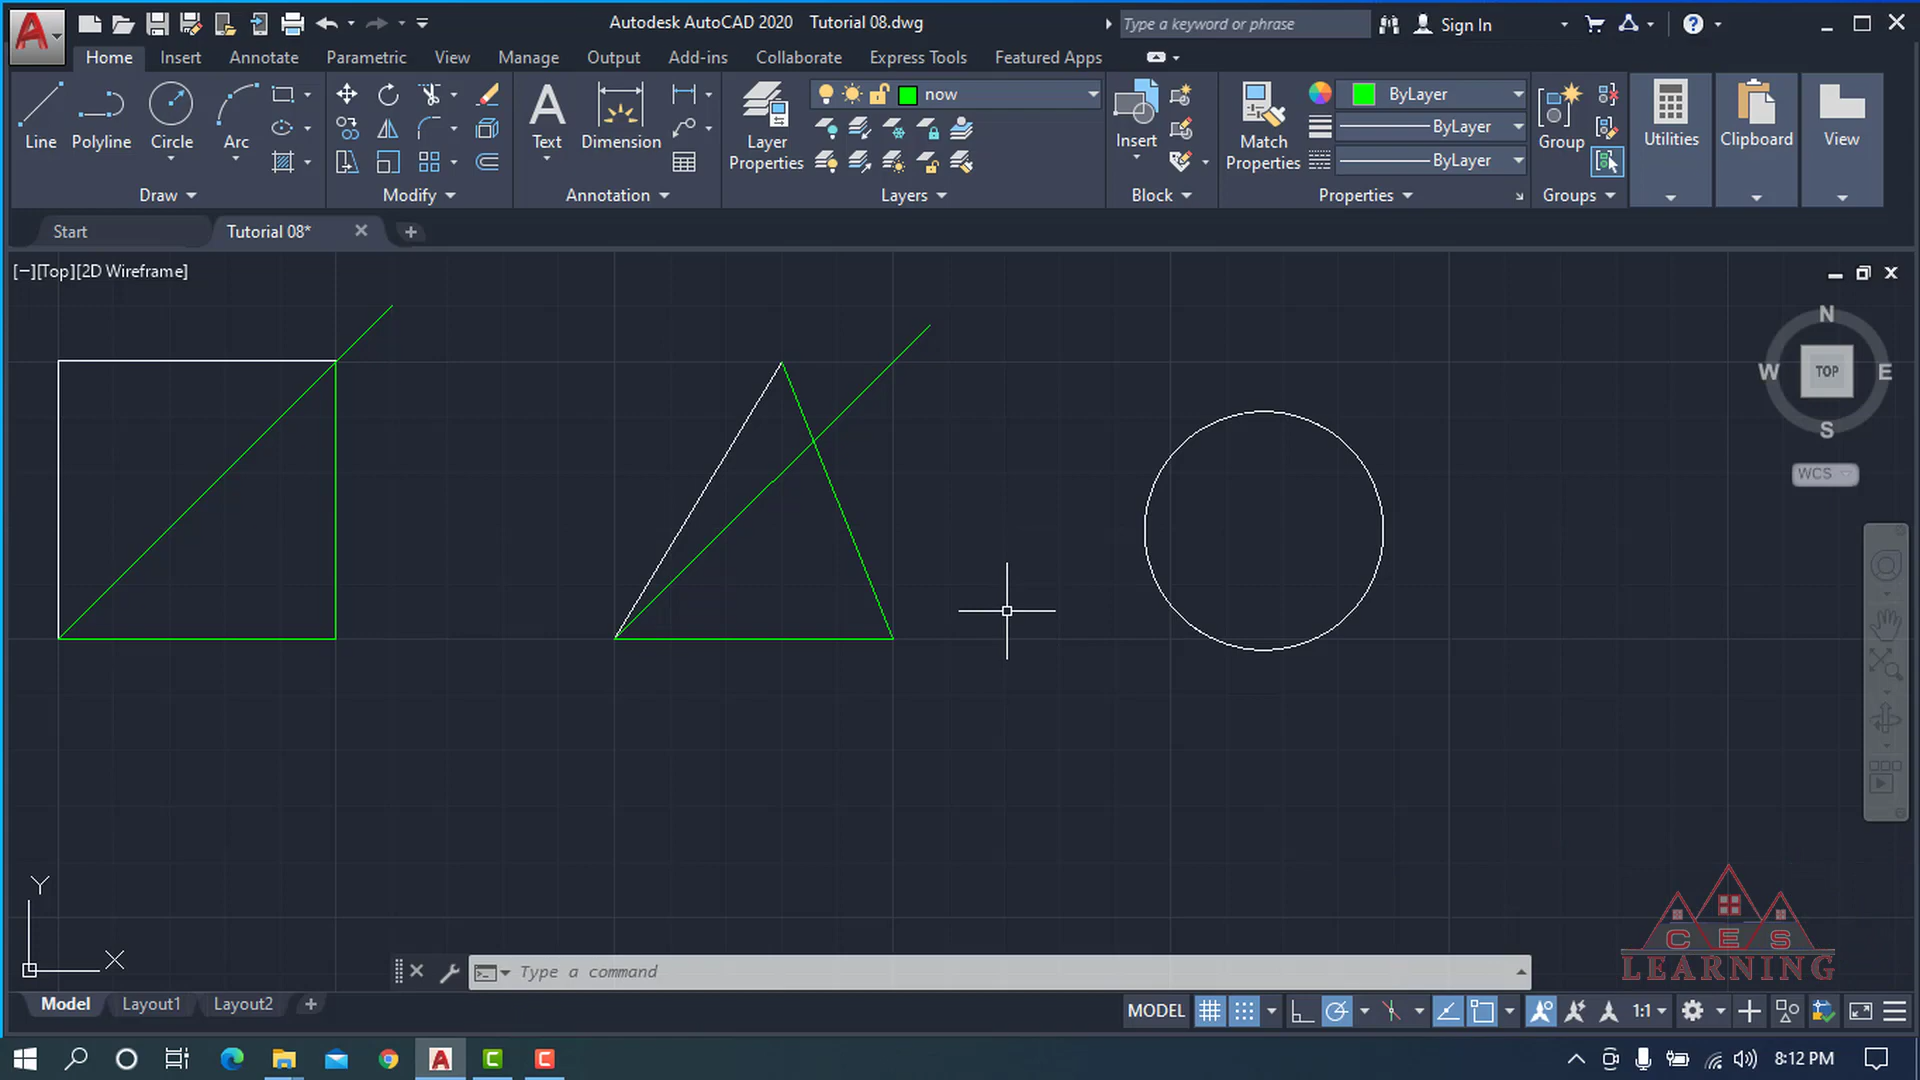 Autodesk AutoCAD 2020 Tutorial 08.dwg
Type a keyword or phrase
Sign In
Home Insert Annotate Parametric View Manage Output Add-ins Collaborate Express Tools Featured Apps
Line Polyline Circle Arc
Text Dimension
Layer Properties
now
Insert
Match Properties
ByLayer
ByLayer
ByLayer
Group
Utilities
Clipboard
View
Draw Modify Annotation Layers Block Properties Groups
Start Tutorial 08*
[−][Top][2D Wireframe]
N
W TOP E
S
WCS
Y
X
CES
LEARNING
Type a command
Model Layout1 Layout2
MODEL 1:1
8:12 PM